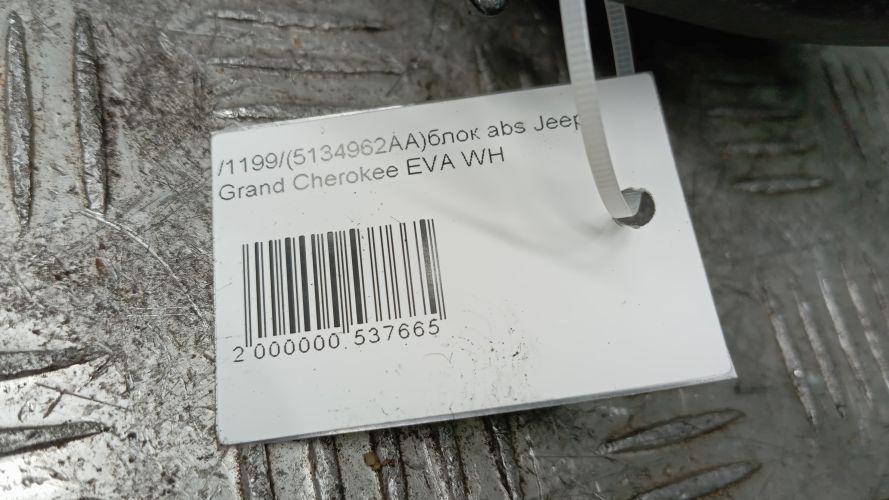 /1199/(5134962AA)блок abs Jeep
Grand Cherokee EVA WH
2 000000 537665